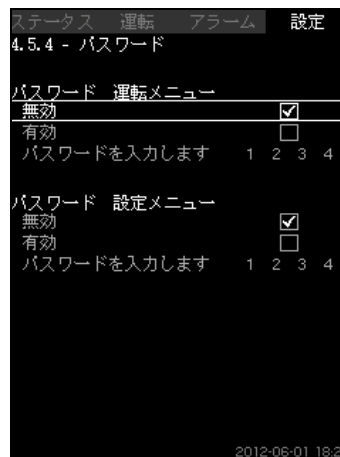 ステータス 運転 アラーム 設定
4.5.4 - パスワード
パスワード 運転メニュー
無効
有効
パスワードを入力します 1 2 3 4
パスワード 設定メニュー
無効
有効
パスワードを入力します 1 2 3 4
2012-06-01 18:2